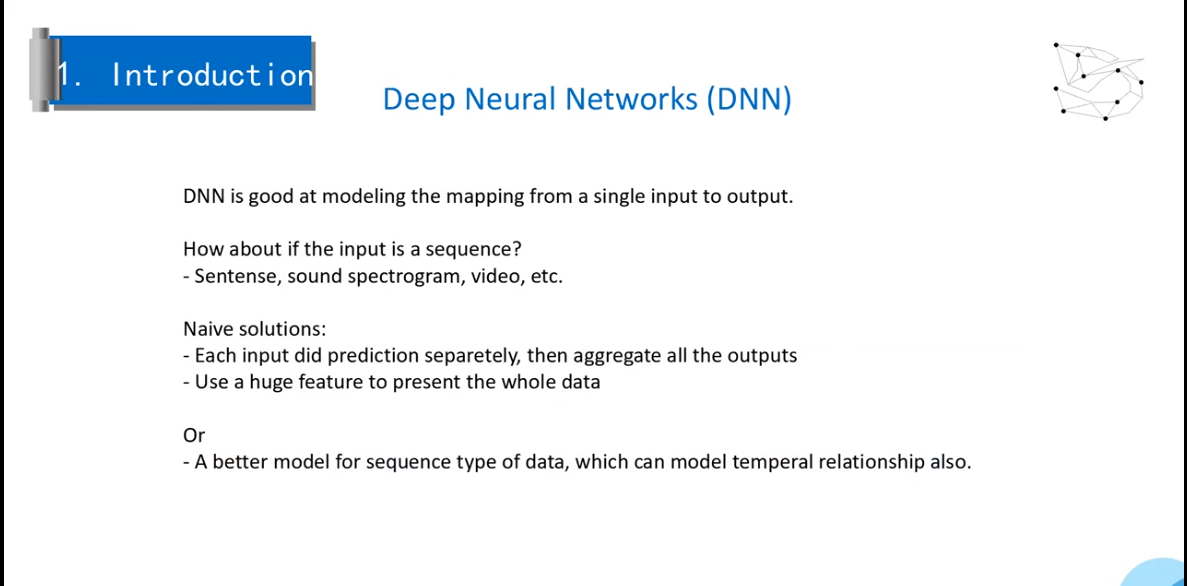 1. Introduction
Deep Neural Networks (DNN)
DNN is good at modeling the mapping from a single input to output.
How about if the input is a sequence?
- Sentense, sound spectrogram, video, etc.
Naive solutions:
- Each input did prediction separetely, then aggregate all the outputs
- Use a huge feature to present the whole data
Or
- A better model for sequence type of data, which can model temperal relationship also.